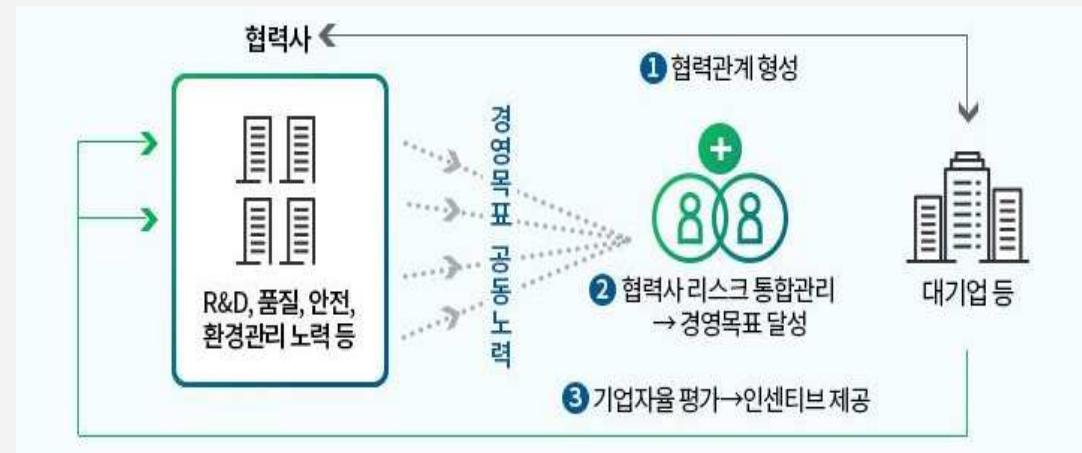 협력사
1 협력관계 형성
경영목표 공동노력
+
R&D, 품질, 안전,
환경관리 노력 등
2 협력사 리스크 통합관리
→ 경영목표 달성
대기업 등
3 기업자율 평가→인센티브 제공